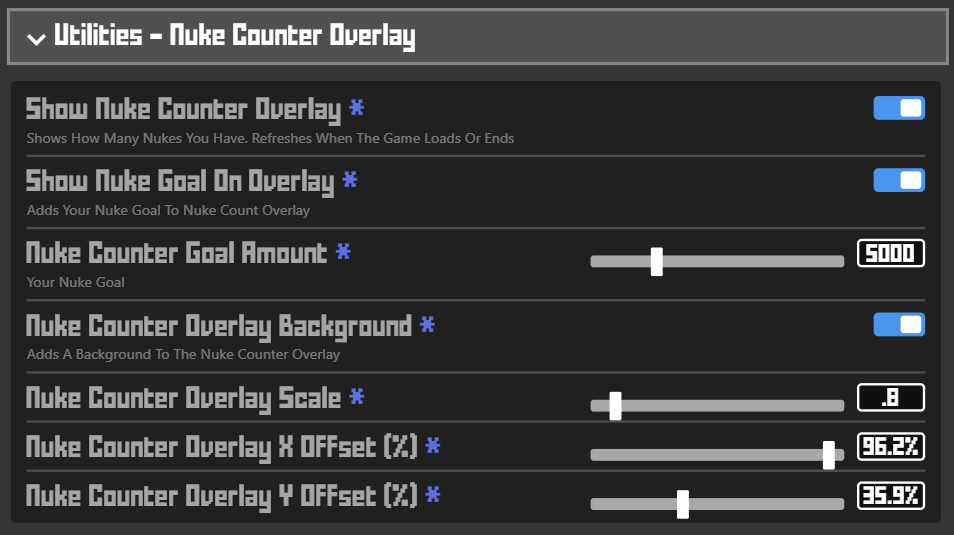 Utilities - Nuke Counter Overlay
Show Nuke Counter Overlay *
Shows How Many Nukes You Have. Refreshes When The Game Loads Or Ends
Show Nuke Goal On Overlay *
Adds Your Nuke Goal To Nuke Count Overlay
Nuke Counter Goal Amount * 5000
Your Nuke Goal
Nuke Counter Overlay Background *
Adds A Background To The Nuke Counter Overlay
Nuke Counter Overlay Scale * .8
Nuke Counter Overlay X Offset (%) * 96.2%
Nuke Counter Overlay Y Offset (%) * 35.9%